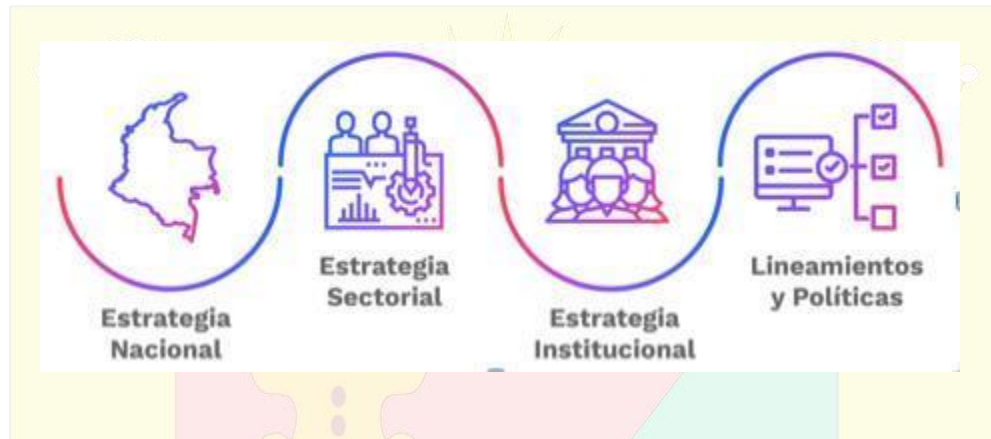 Estrategia
Nacional
Estrategia
Sectorial
Estrategia
Institucional
Lineamientos
y Políticas